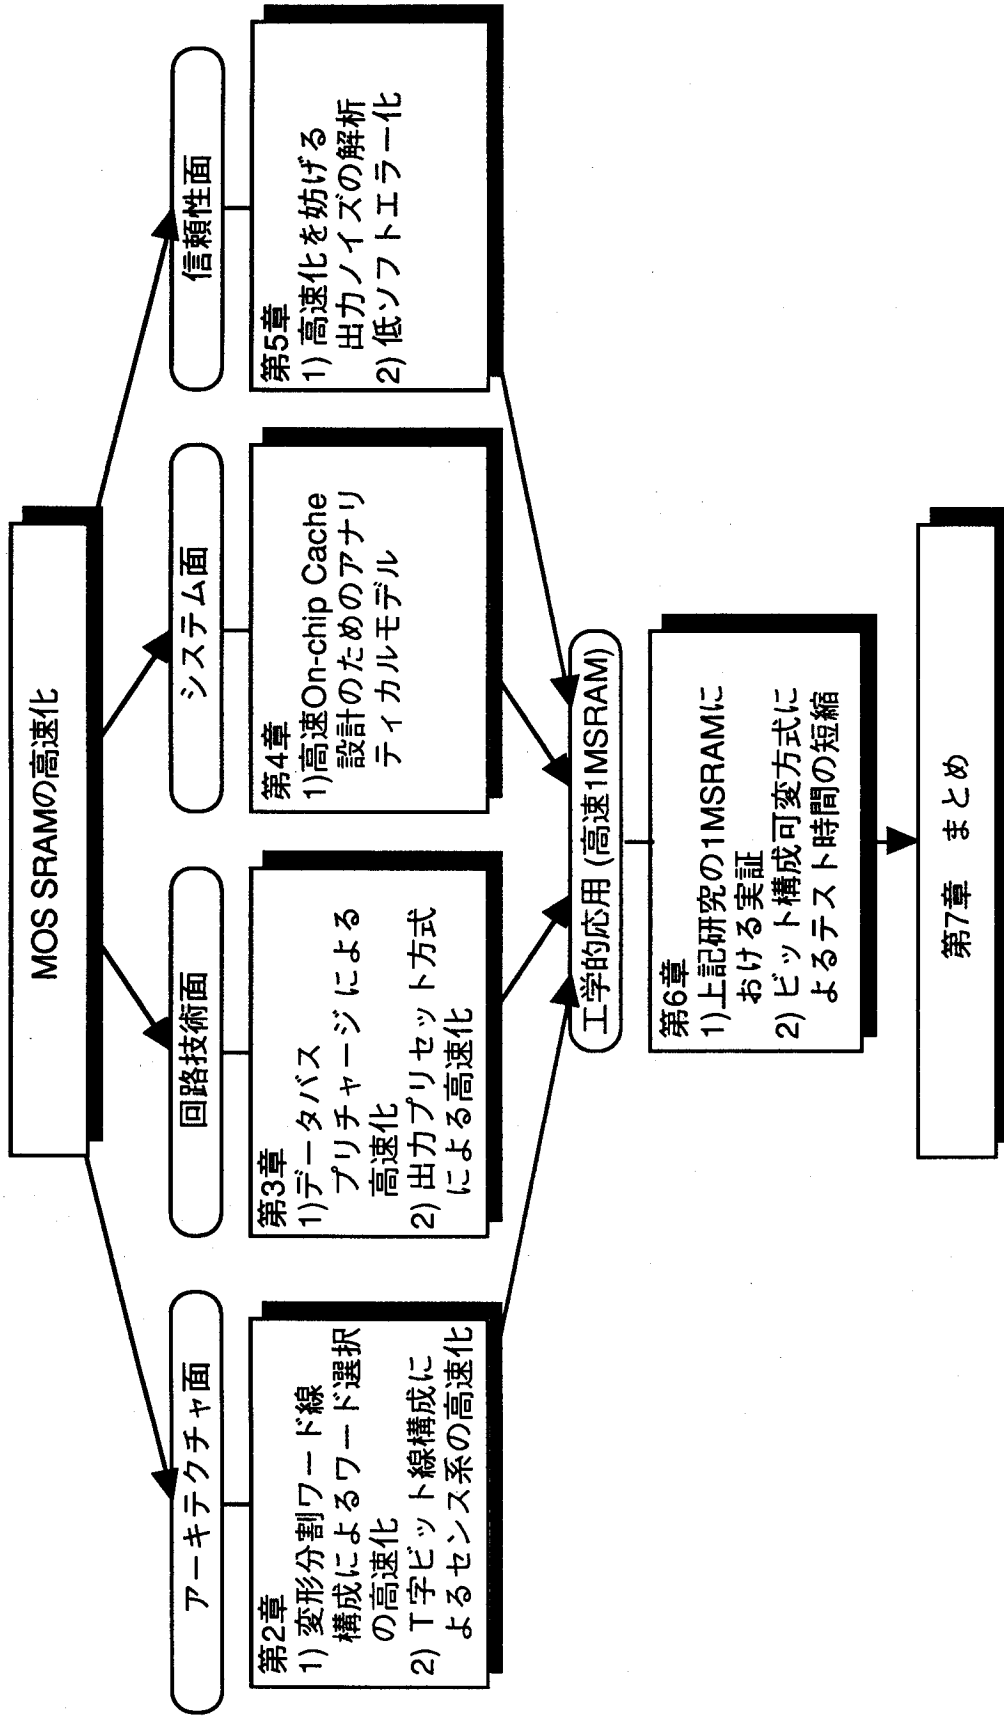 MOS SRAMの高速化
アーキテクチャ面
第2章
1) 変形分割ワード線
構成によるワード選択
の高速化
2) T字ビット線構成に
よるセンス系の高速化
回路技術面
第3章
1)データバス
プリチャージによる
高速化
2) 出力プリセット方式
による高速化
システム面
第4章
1)高速On-chip Cache
設計のためのアナリ
ティカルモデル
信頼性面
第5章
1) 高速化を妨げる
出力ノイズの解析
2) 低ソフトエラー化
工学的応用 (高速1MSRAM)
第6章
1)上記研究の1MSRAMに
おける実証
2) ビット構成可変方式に
よるテスト時間の短縮
第7章 まとめ